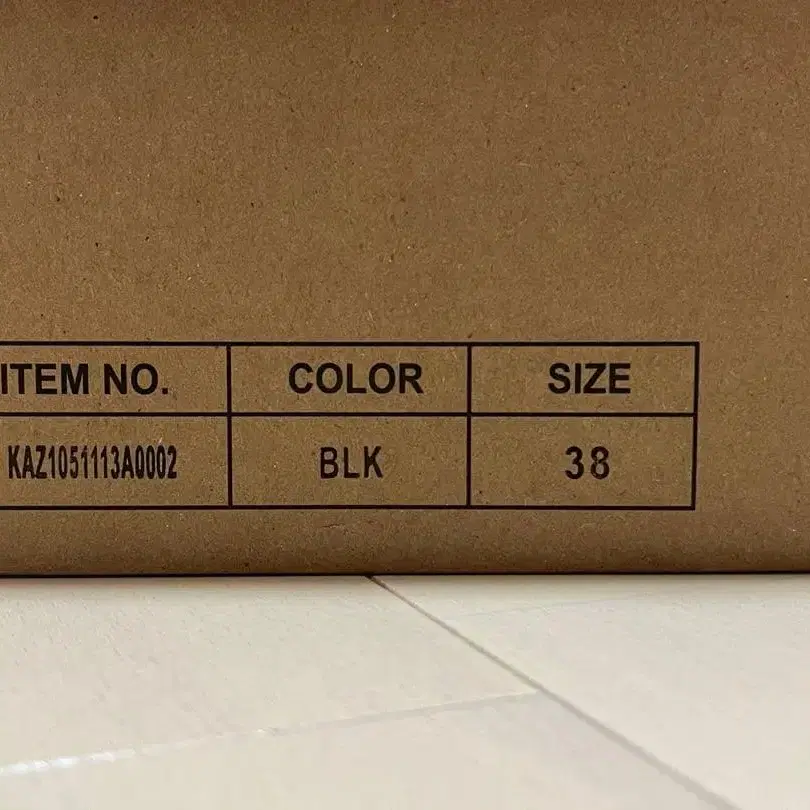 ITEM NO. COLOR SIZE
KAZ1051113A0002 BLK 38